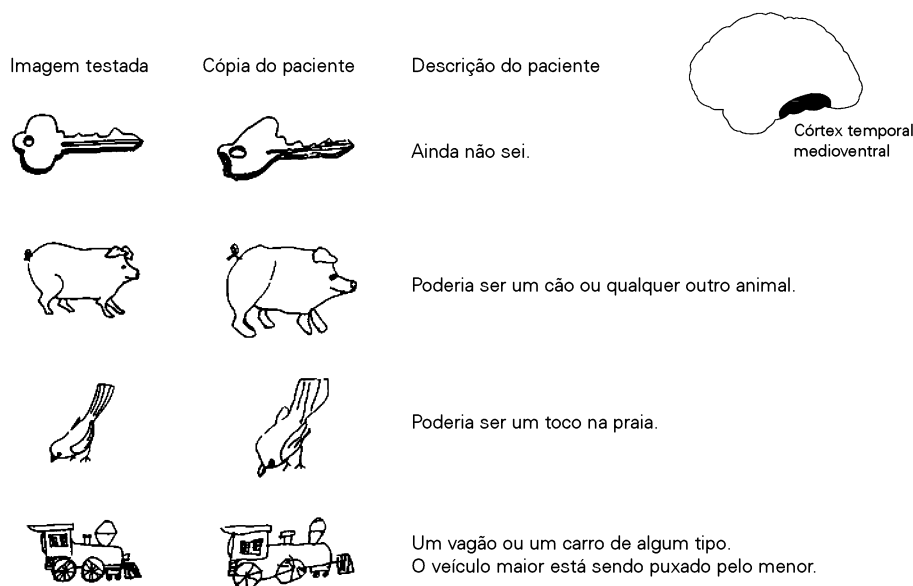 Imagem testada
Cópia do paciente
Descrição do paciente
Córtex temporal
medioventral
Ainda não sei.
Poderia ser um cão ou qualquer outro animal.
Poderia ser um toco na praia.
Um vagão ou um carro de algum tipo.
O veículo maior está sendo puxado pelo menor.